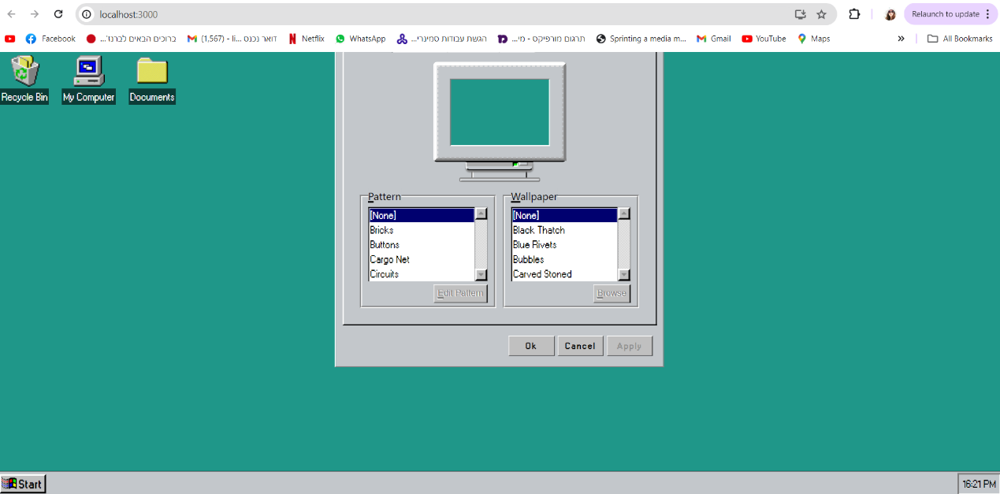 localhost:3000
Relaunch to update
Facebook
ברוכים הבאים לברנז'...
דואר נכנס (1,567) - li...
Netflix
WhatsApp
הגשת עבודות סמינרי...
תרגום מורפיקס - מי...
Sprinting a media m...
Gmail
YouTube
Maps
»
All Bookmarks
Recycle Bin
My Computer
Documents
Pattern
[None]
Bricks
Buttons
Cargo Net
Circuits
Edit Pattern
Wallpaper
[None]
Black Thatch
Blue Rivets
Bubbles
Carved Stoned
Browse
Ok
Cancel
Apply
Start
16:21 PM